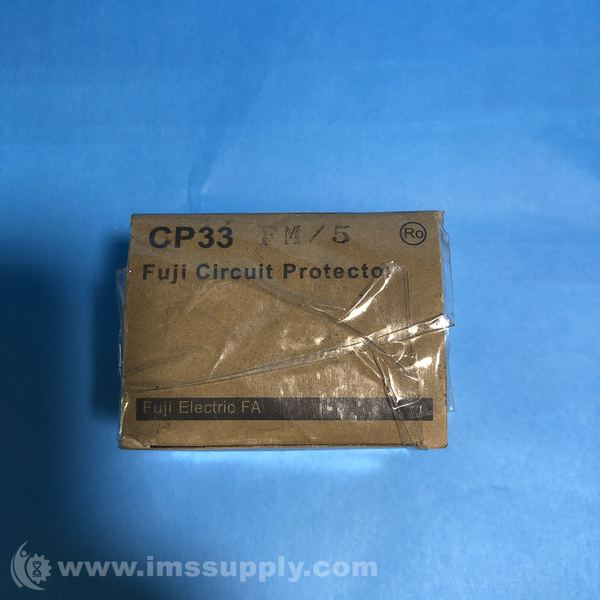 CP33 FM/5 Ro
Fuji Circuit Protector
Fuji Electric FA
www.imssupply.com